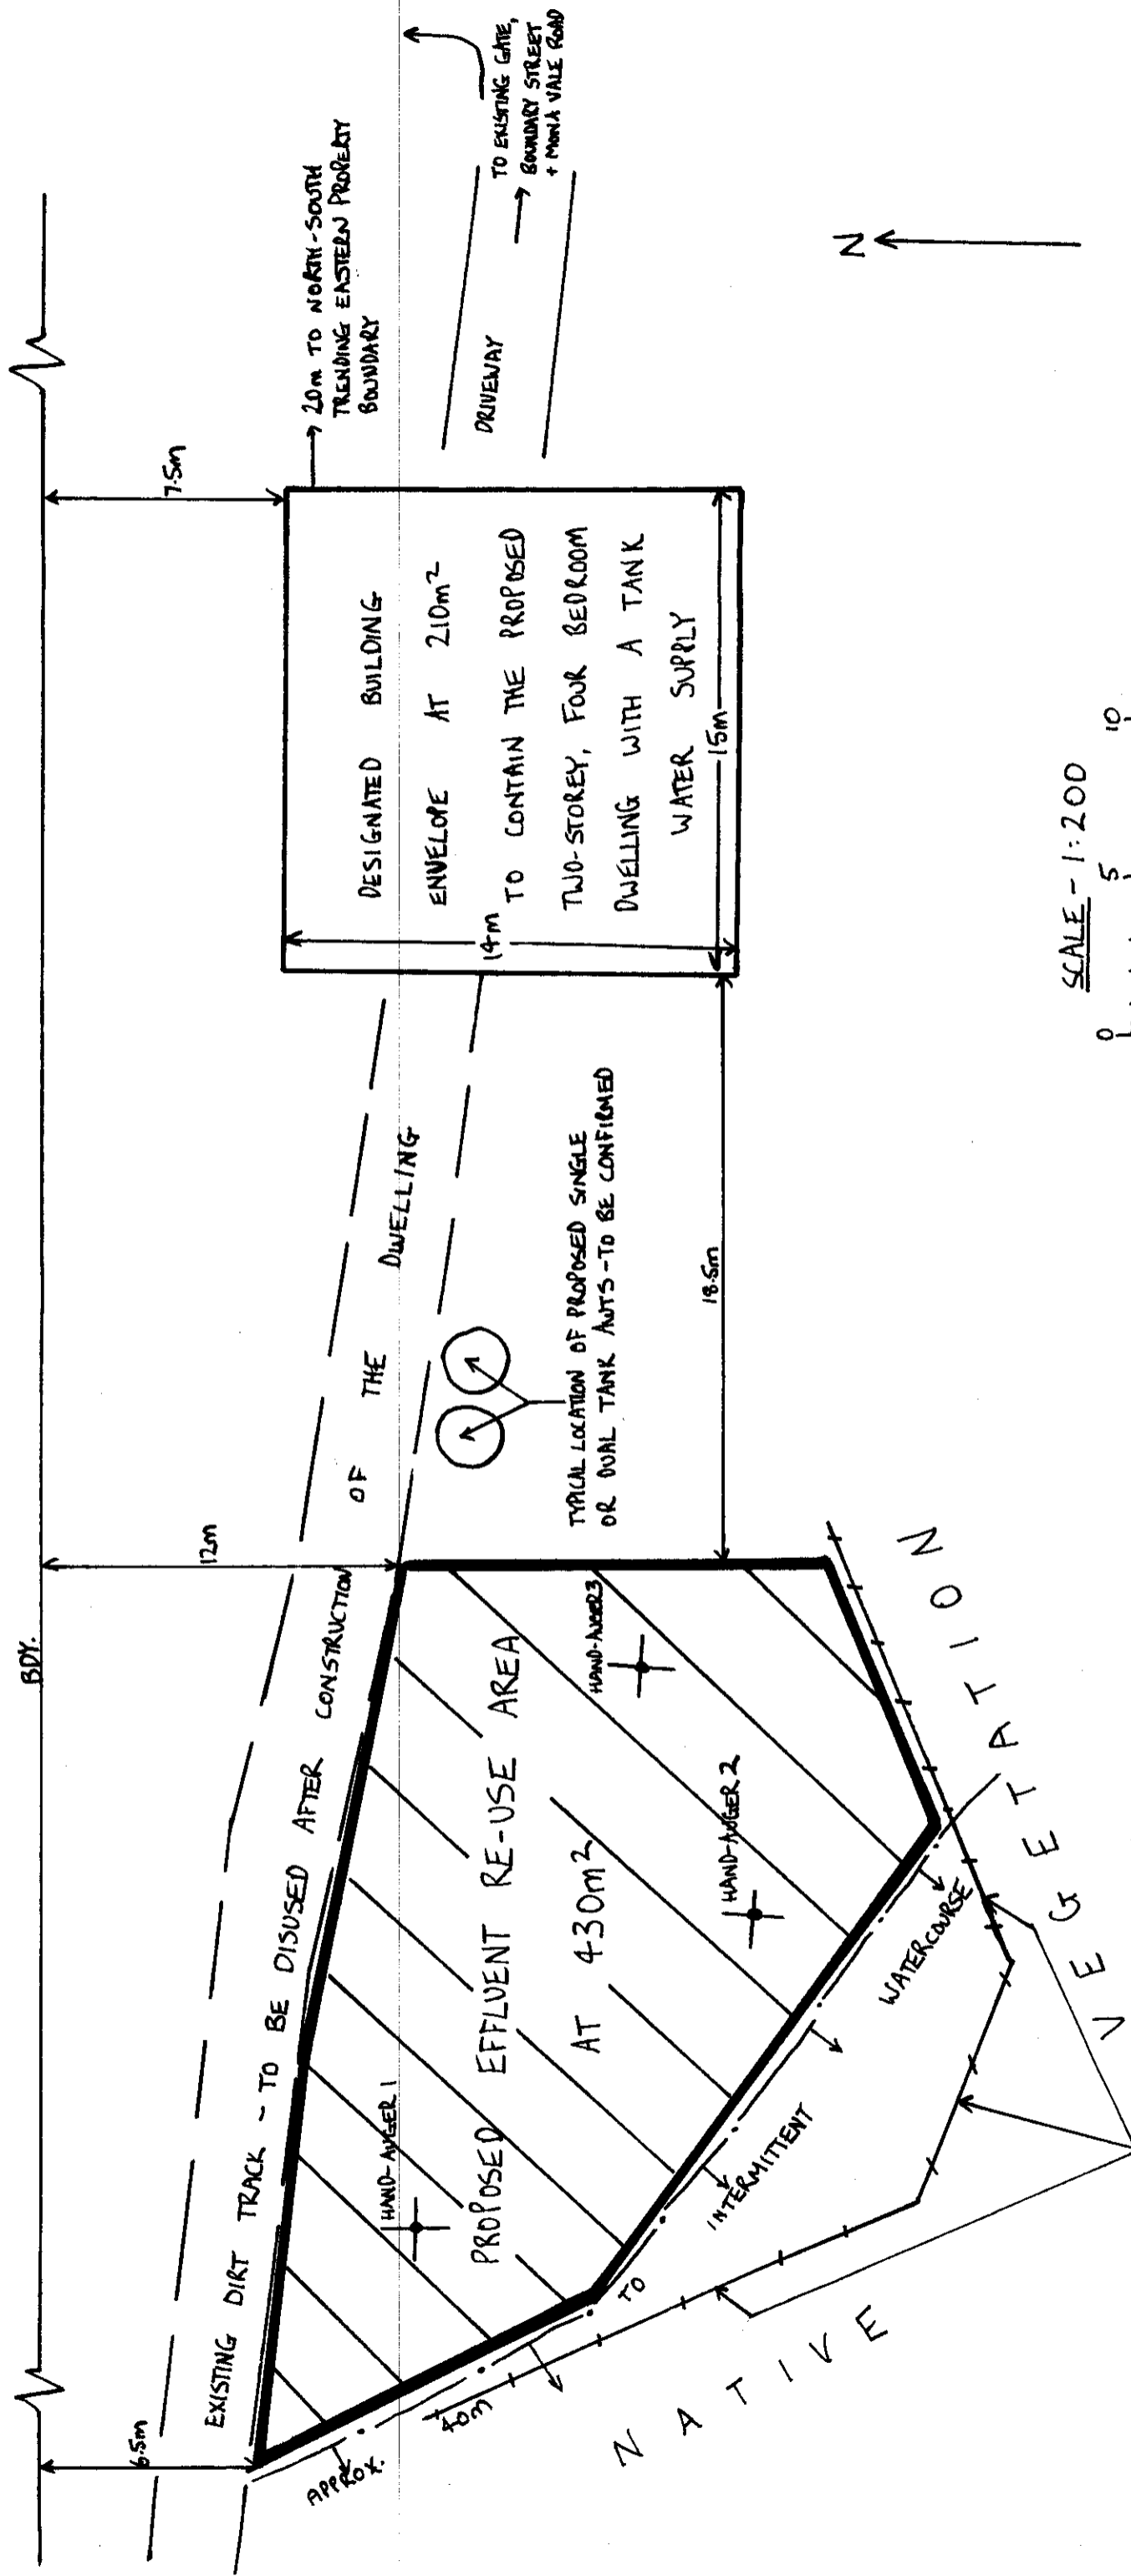 BDY.
6.5m
12m
7.5m
EXISTING DIRT TRACK - TO BE DISUSED AFTER CONSTRUCTION
OF THE DWELLING
20m TO NORTH-SOUTH
TRENDING EASTERN PROPERTY
BOUNDARY
TO EXISTING GATE,
BOUNDARY STREET
+ MONA VALE ROAD
DRIVEWAY
DESIGNATED BUILDING
ENVELOPE AT 210m²
TO CONTAIN THE PROPOSED
TWO-STOREY, FOUR BEDROOM
DWELLING WITH A TANK
WATER SUPPLY
14m
15m
18.5m
TYPICAL LOCATION OF PROPOSED SINGLE
OR DUAL TANK AWTS - TO BE CONFIRMED
HAND-AUGER 1
PROPOSED EFFLUENT RE-USE AREA
AT 430m²
HAND-AUGER 2
HAND-AUGER 3
APPROX. 40m TO INTERMITTENT WATERCOURSE
NATIVE VEGETATION
N
SCALE - 1:200
0 5 10